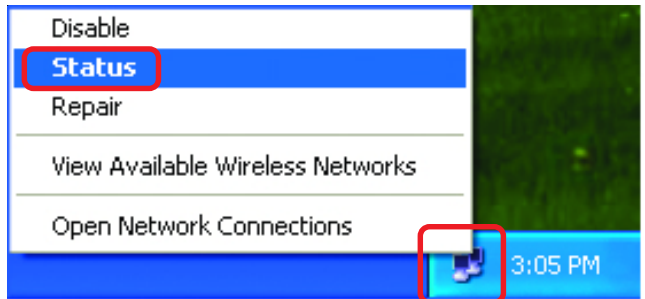 Disable
Status
Repair
View Available Wireless Networks
Open Network Connections
3:05 PM